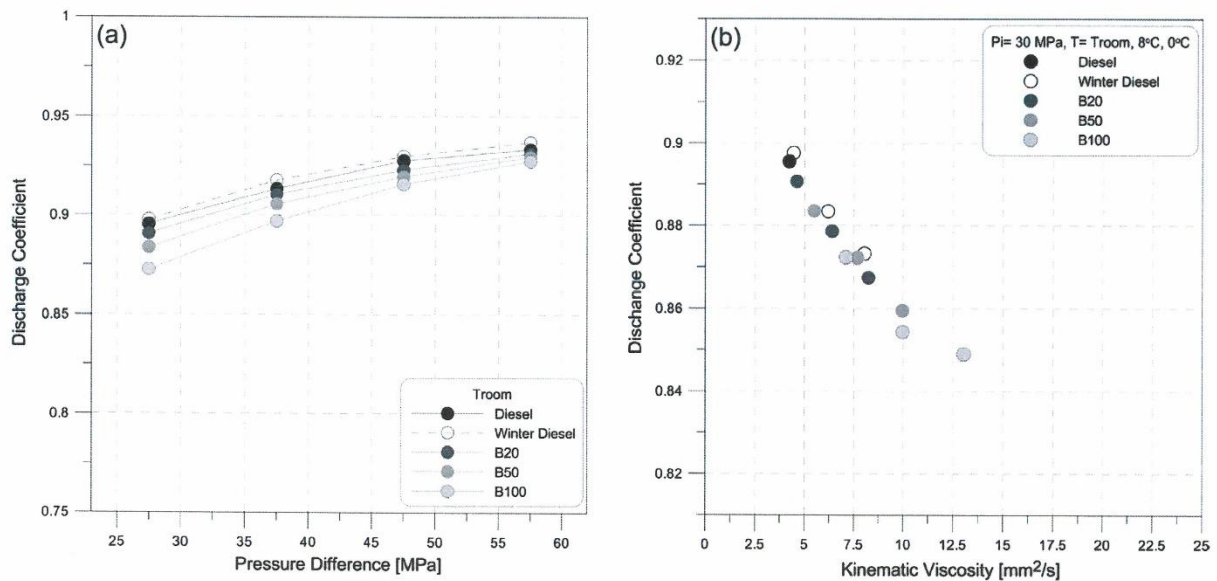 (a)
1
0.95
0.9
0.85
0.8
0.75
Discharge Coefficient
25 30 35 40 45 50 55 60
Pressure Difference [MPa]
Troom
Diesel
Winter Diesel
B20
B50
B100
(b)
0.92
0.9
0.88
0.86
0.84
0.82
Dischange Coefficient
0 2.5 5 7.5 10 12.5 15 17.5 20 22.5 25
Kinematic Viscosity [mm²/s]
Pi= 30 MPa, T= Troom, 8°C, 0°C
Diesel
Winter Diesel
B20
B50
B100